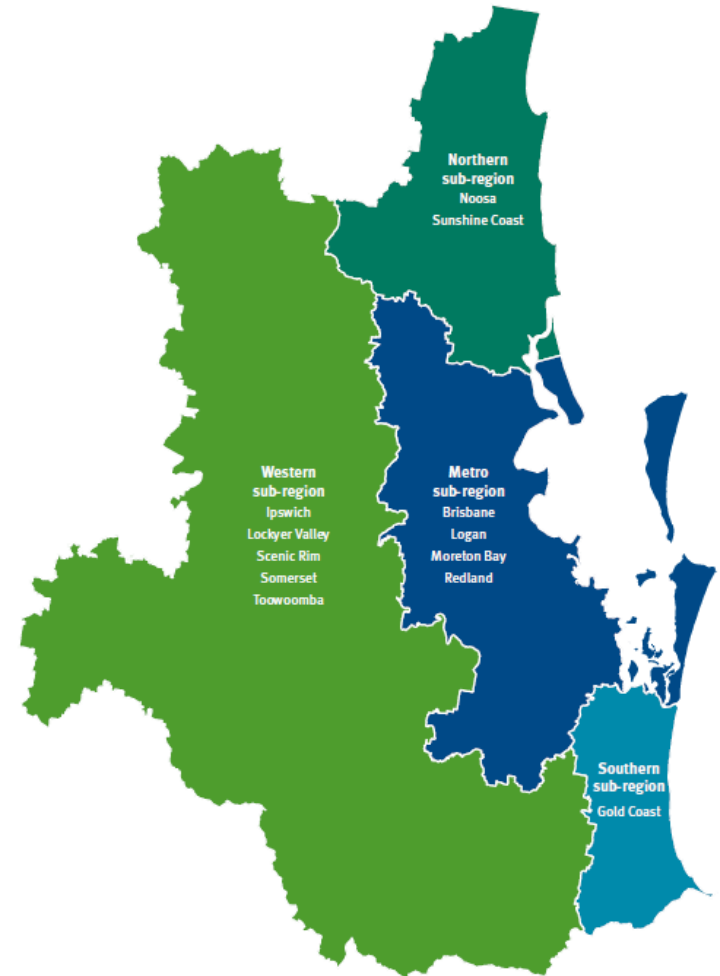 Northern
sub-region
Noosa
Sunshine Coast
Western
sub-region
Ipswich
Lockyer Valley
Scenic Rim
Somerset
Toowoomba
Metro
sub-region
Brisbane
Logan
Moreton Bay
Redland
Southern
sub-region
Gold Coast